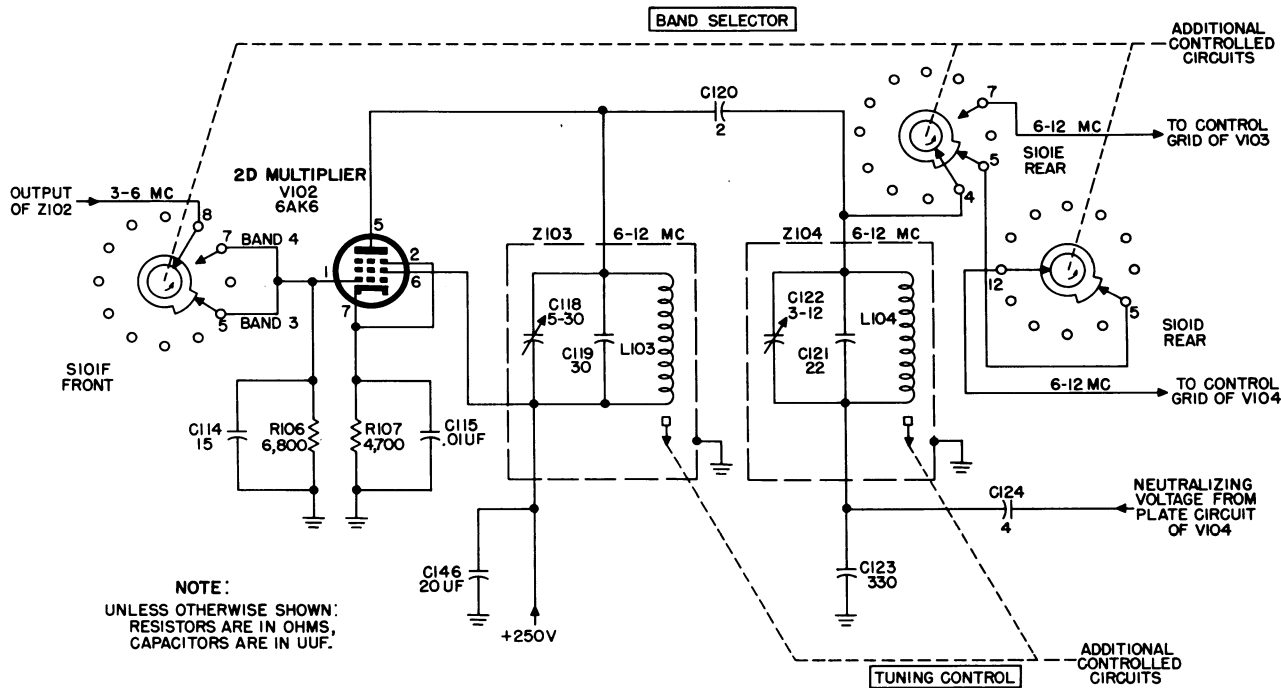 BAND SELECTOR
ADDITIONAL
CONTROLLED
CIRCUITS
C120
2
7
6-12 MC
TO CONTROL
GRID OF V103
S101E
REAR
5
4
2D MULTIPLIER
V102
6AK6
OUTPUT
OF Z102
3-6 MC
8
7
BAND 4
5
BAND 3
S101F
FRONT
1
5
2
6
7
Z103
6-12 MC
C118
5-30
C119
30
L103
Z104
6-12 MC
C122
3-12
C121
22
L104
12
5
S101D
REAR
6-12 MC
TO CONTROL
GRID OF V104
C114
15
R106
6,800
R107
4,700
C115
.01UF
C146
20 UF
+250V
C123
330
C124
4
NEUTRALIZING
VOLTAGE FROM
PLATE CIRCUIT
OF V104
NOTE:
UNLESS OTHERWISE SHOWN:
RESISTORS ARE IN OHMS,
CAPACITORS ARE IN UUF.
TUNING CONTROL
ADDITIONAL
CONTROLLED
CIRCUITS